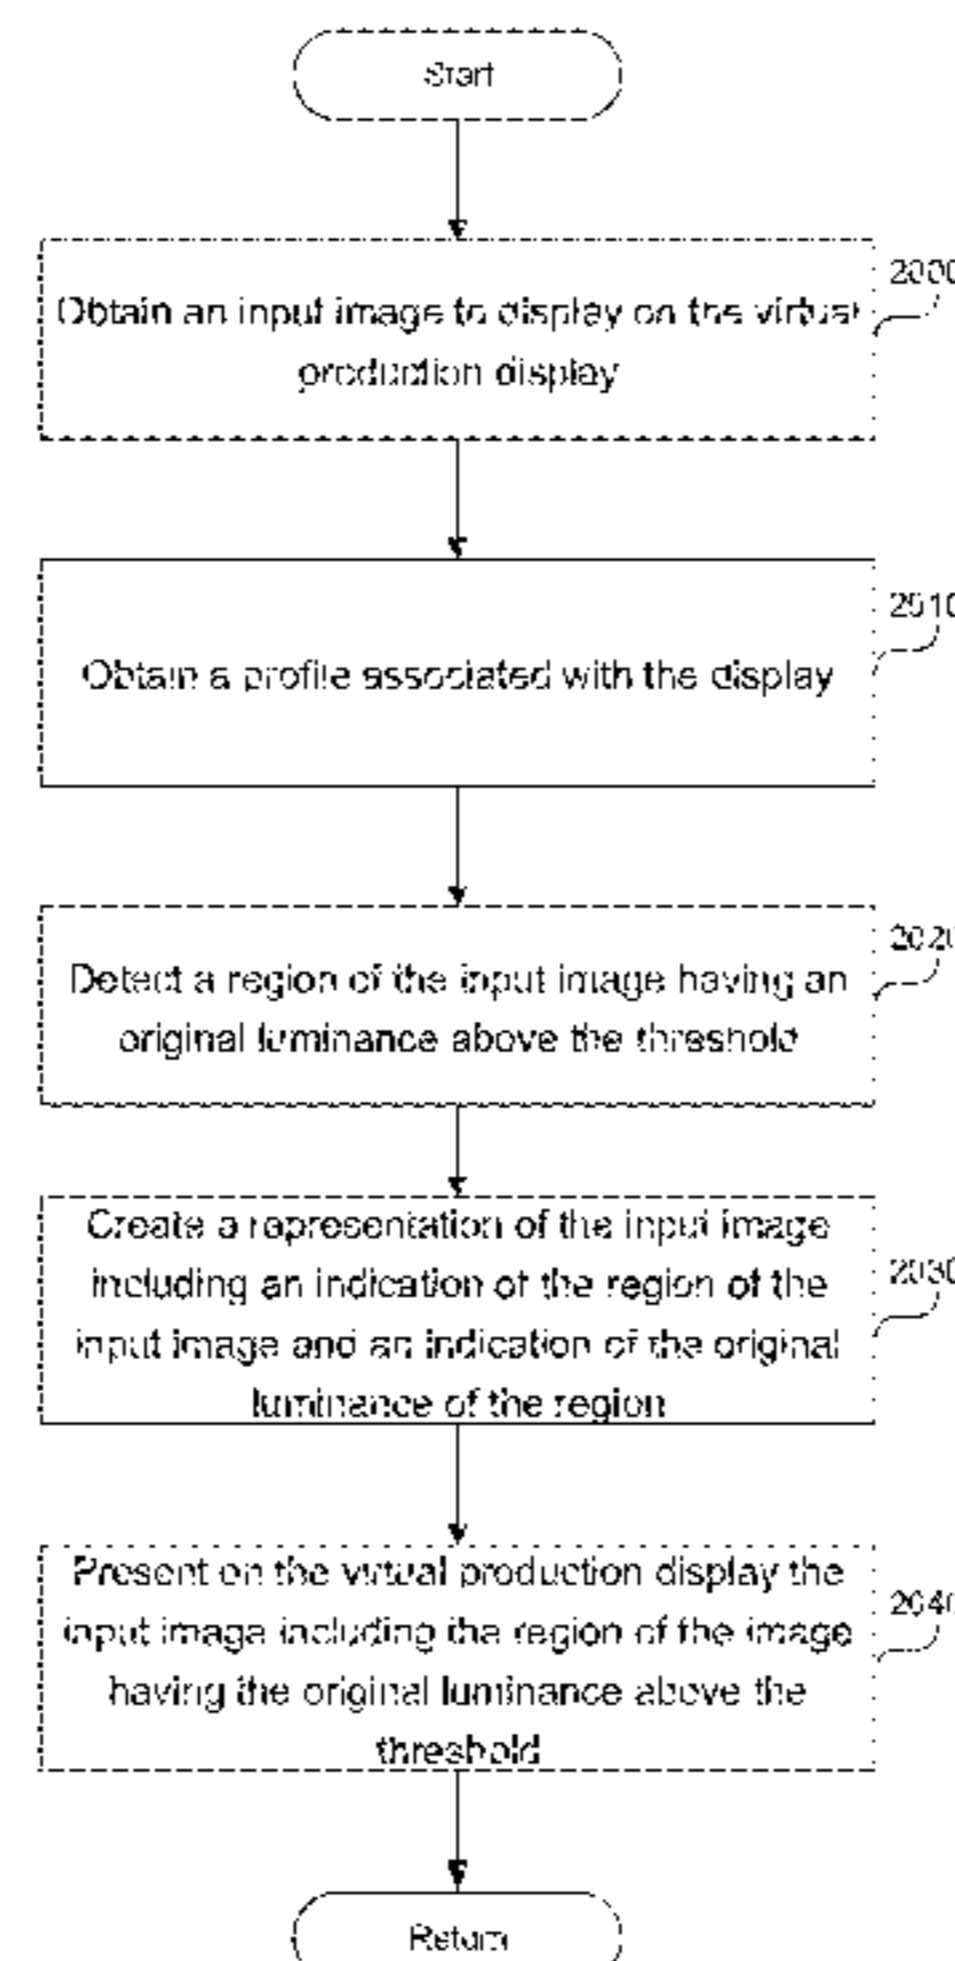 Start
Obtain an input image to display on the virtual
production display
2000
Obtain a profile associated with the display
2010
Detect a region of the input image having an
original luminance above the threshold
2020
Create a representation of the input image
including an indication of the region of the
input image and an indication of the original
luminance of the region
2030
Present on the virtual production display the
input image including the region of the image
having the original luminance above the
threshold
2040
Return